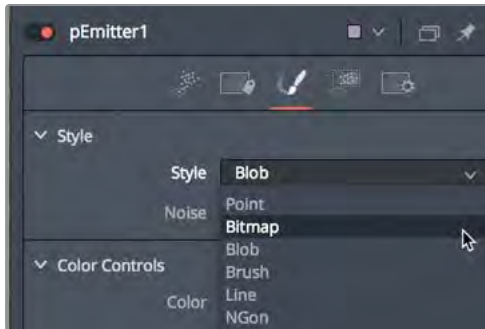 pEmitter1
Style
Style Blob
Noise Point
Bitmap
Blob
Color Controls Brush
Color Line
NGon